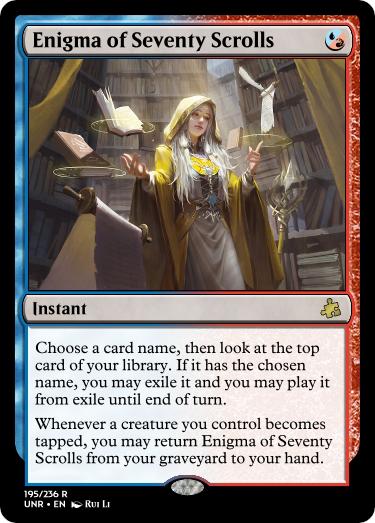 Enigma of Seventy Scrolls
Instant
Choose a card name, then look at the top
card of your library. If it has the chosen
name, you may exile it and you may play it
from exile until end of turn.
Whenever a creature you control becomes
tapped, you may return Enigma of Seventy
Scrolls from your graveyard to your hand.
195/236 R
UNR • EN Rui Li